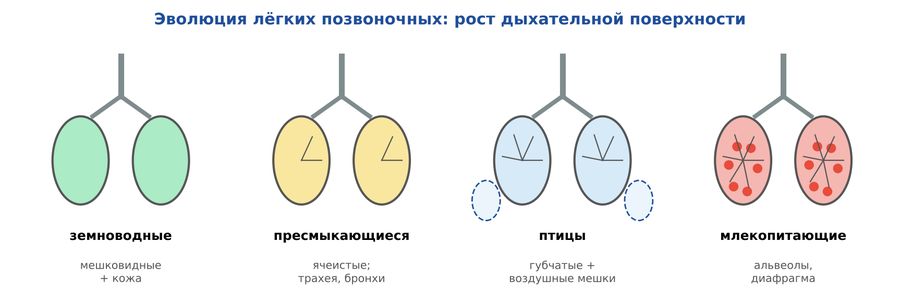 Эволюция лёгких позвоночных: рост дыхательной поверхности
земноводные
мешковидные
+ кожа
пресмыкающиеся
ячеистые;
трахея, бронхи
птицы
губчатые +
воздушные мешки
млекопитающие
альвеолы,
диафрагма